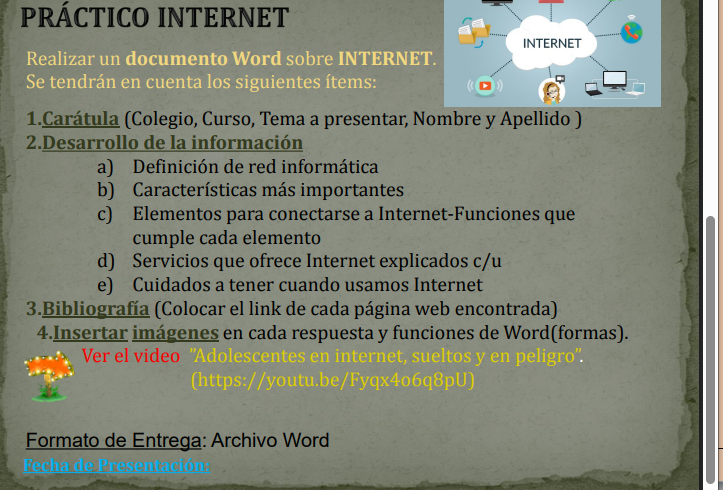 PRÁCTICO INTERNET
INTERNET
Realizar un documento Word sobre INTERNET.
Se tendrán en cuenta los siguientes ítems:
1.Carátula (Colegio, Curso, Tema a presentar, Nombre y Apellido )
2.Desarrollo de la información
a) Definición de red informática
b) Características más importantes
c) Elementos para conectarse a Internet-Funciones que
cumple cada elemento
d) Servicios que ofrece Internet explicados c/u
e) Cuidados a tener cuando usamos Internet
3.Bibliografía (Colocar el link de cada página web encontrada)
4.Insertar imágenes en cada respuesta y funciones de Word(formas).
Ver el video "Adolescentes en internet, sueltos y en peligro".
(https://youtu.be/Fyqx4o6q8pU)
Formato de Entrega: Archivo Word
Fecha de Presentación: